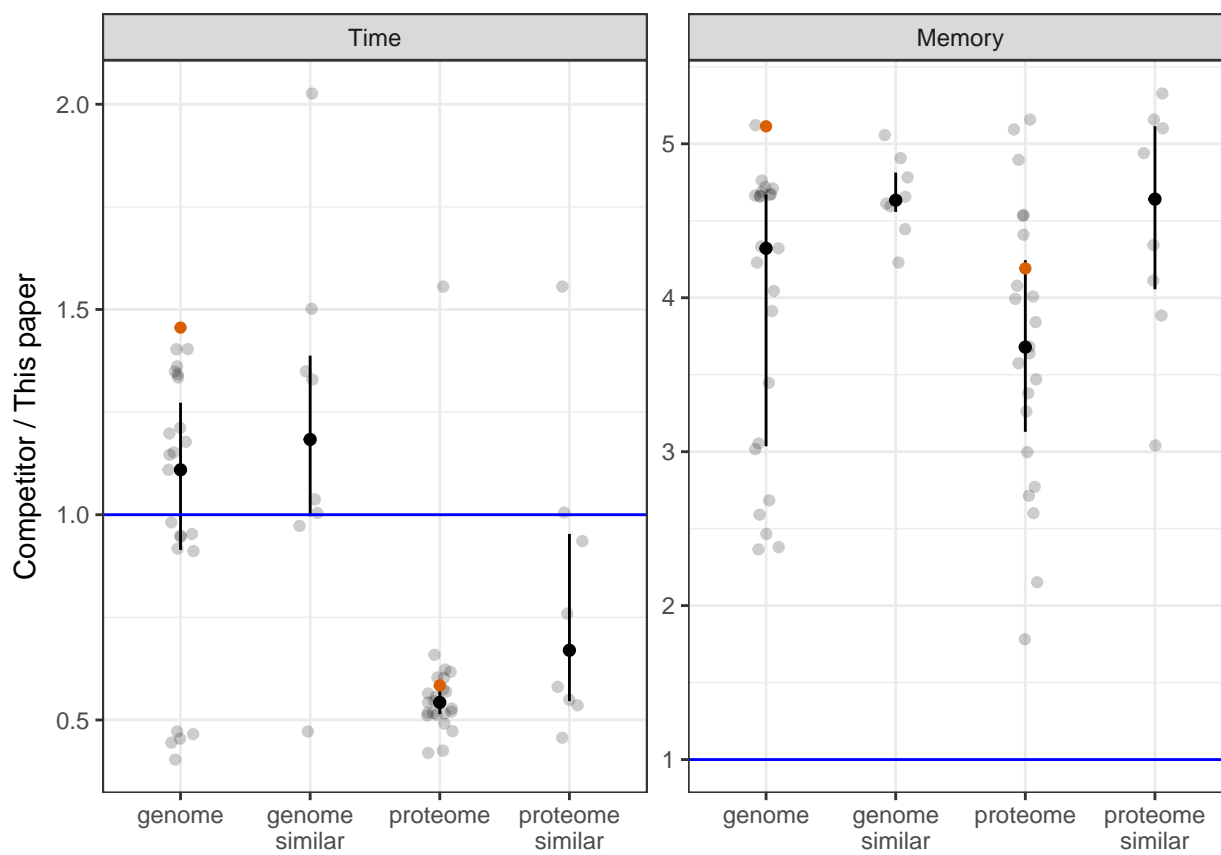 Time
Memory
Competitor / This paper
2.0
1.5
1.0
0.5
5
4
3
2
1
genome
genome
similar
proteome
proteome
similar
genome
genome
similar
proteome
proteome
similar